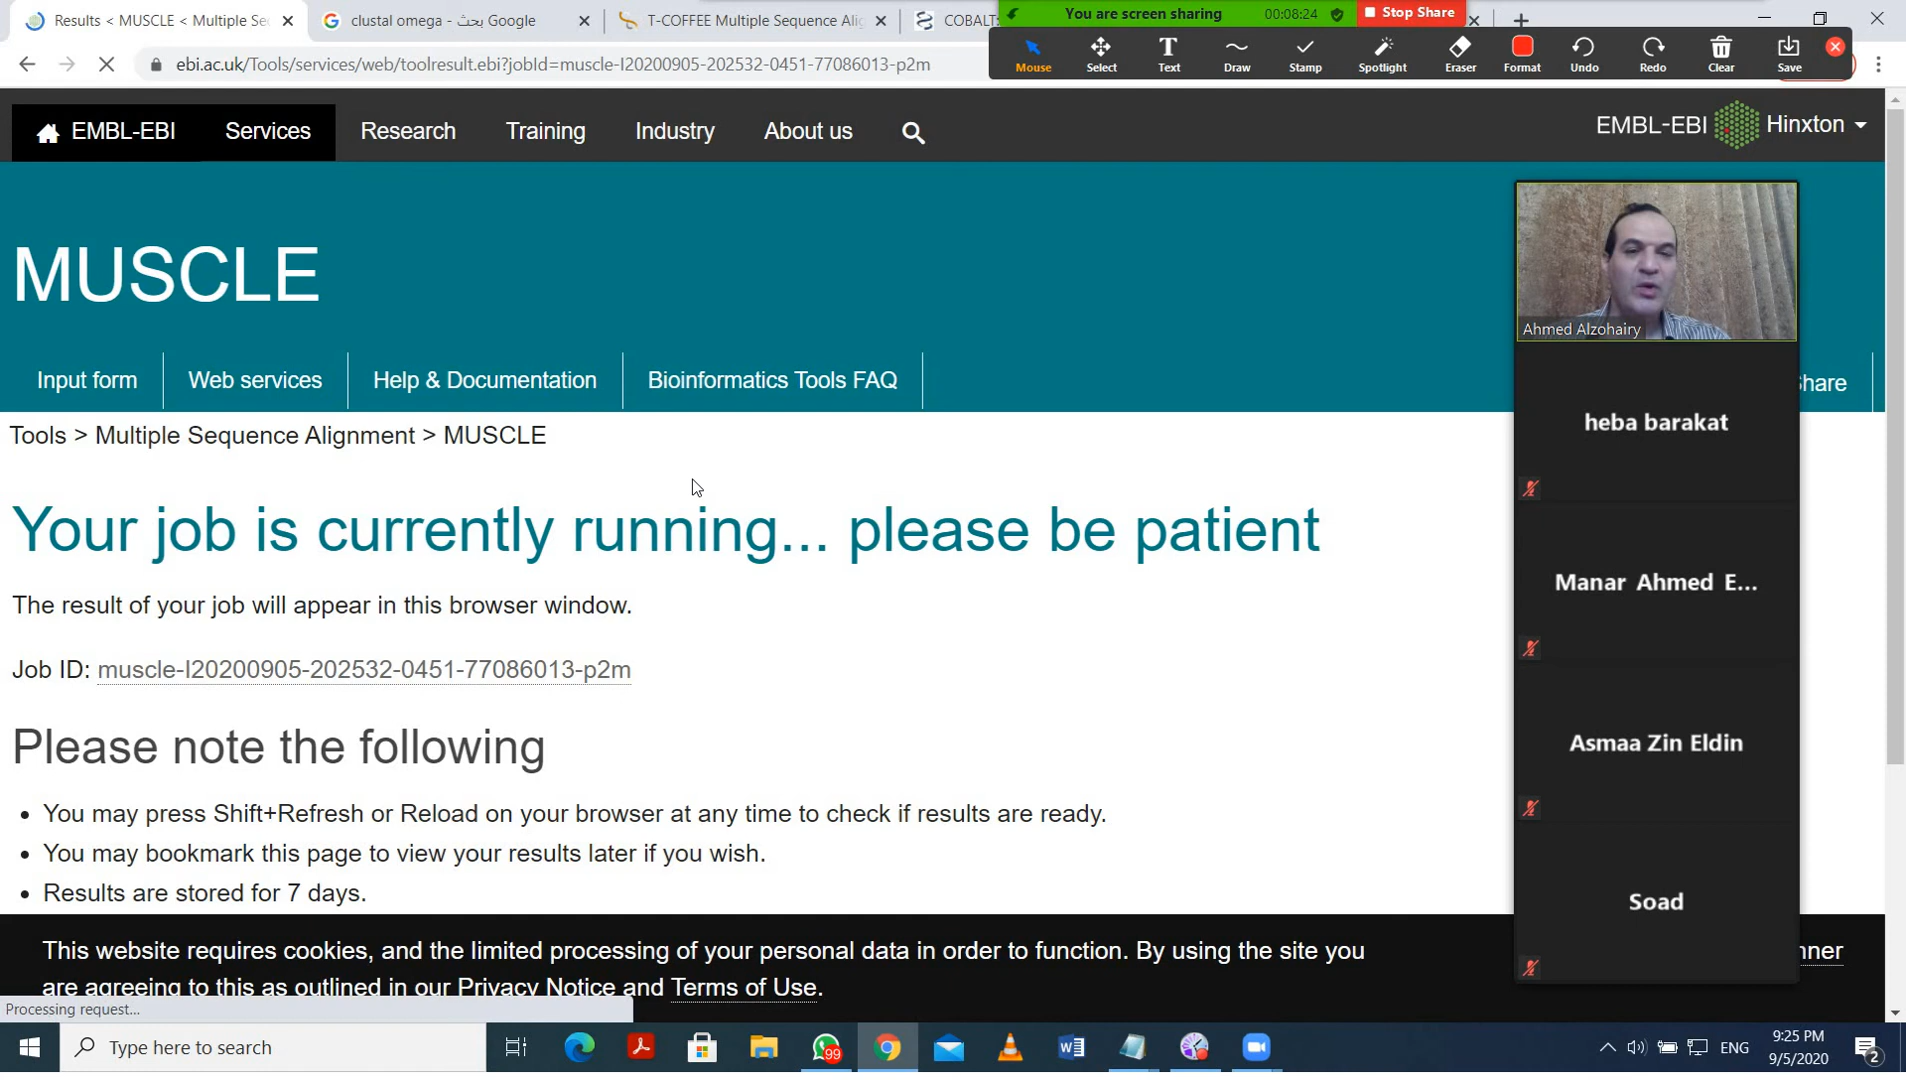 Results < MUSCLE < Multiple Se
clustal omega - بحث Google
T-COFFEE Multiple Sequence Alig
COBALT:
You are screen sharing
00:08:24
Stop Share
ebi.ac.uk/Tools/services/web/toolresult.ebi?jobId=muscle-I20200905-202532-0451-77086013-p2m
Mouse
Select
Text
Draw
Stamp
Spotlight
Eraser
Format
Undo
Redo
Clear
Save
EMBL-EBI
Services
Research
Training
Industry
About us
EMBL-EBI
Hinxton
MUSCLE
Ahmed Alzohairy
Input form
Web services
Help & Documentation
Bioinformatics Tools FAQ
Share
heba barakat
Tools > Multiple Sequence Alignment > MUSCLE
Your job is currently running... please be patient
The result of your job will appear in this browser window.
Manar Ahmed E...
Job ID: muscle-I20200905-202532-0451-77086013-p2m
Please note the following
Asmaa Zin Eldin
You may press Shift+Refresh or Reload on your browser at any time to check if results are ready.
You may bookmark this page to view your results later if you wish.
Results are stored for 7 days.
Soad
This website requires cookies, and the limited processing of your personal data in order to function. By using the site you
are agreeing to this as outlined in our Privacy Notice and Terms of Use.
Processing request...
Type here to search
99
ENG
9:25 PM
9/5/2020
2